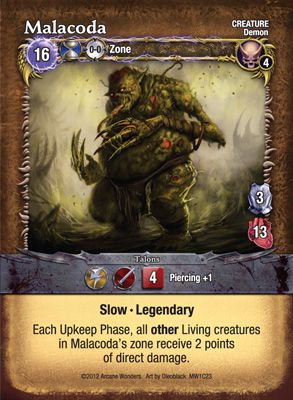 Malacoda
CREATURE
Demon
16
0-0 Zone
4
3
13
Talons
4 Piercing +1
Slow · Legendary
Each Upkeep Phase, all other Living creatures
in Malacoda's zone receive 2 points
of direct damage.
©2012 Arcane Wonders. Art by Dleoblack MW1C23